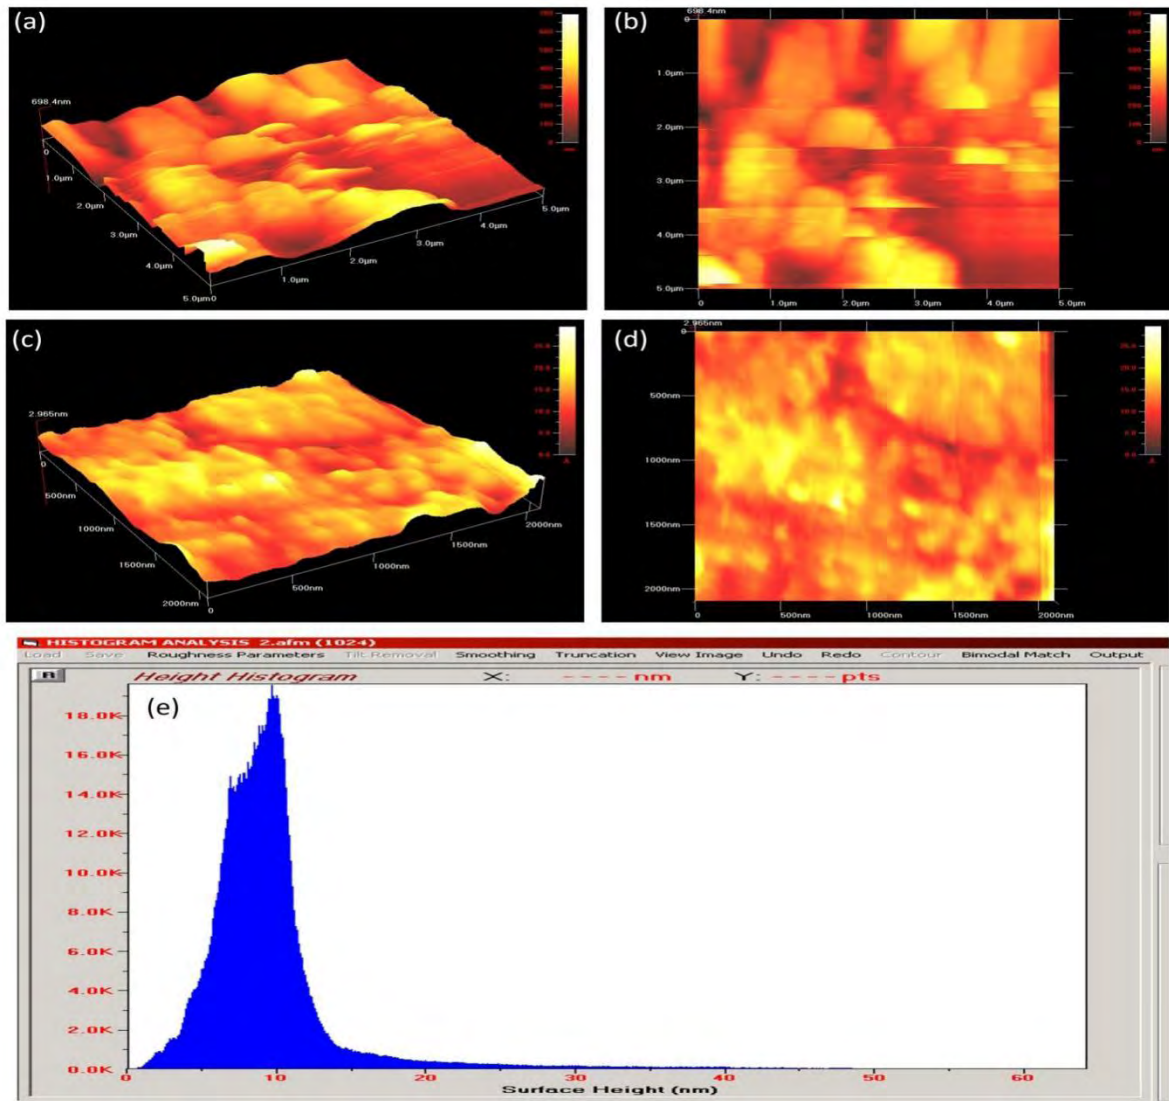 (a)
698.4nm
0
1.0μm
2.0μm
3.0μm
4.0μm
5.0μm
0
1.0μm
2.0μm
3.0μm
4.0μm
5.0μm
0
(b)
698.4nm
0
1.0μm
2.0μm
3.0μm
4.0μm
5.0μm
0
1.0μm
2.0μm
3.0μm
4.0μm
5.0μm
0
(c)
2.965nm
0
500nm
1000nm
1500nm
2000nm
0
500nm
1000nm
1500nm
2000nm
(d)
2.965nm
0
500nm
1000nm
1500nm
2000nm
0
500nm
1000nm
1500nm
2000nm
HISTOGRAM ANALYSIS 2.afm (1024)
Load Save Roughness Parameters Tilt Removal Smoothing Truncation View Image Undo Redo Contour Bimodal Match Output
Height Histogram X: ---- nm Y: ---- pts
(e)
18.0K
16.0K
14.0K
12.0K
10.0K
8.0K
6.0K
4.0K
2.0K
0.0K
0 10 20 30 40 50 60
Surface Height (nm)